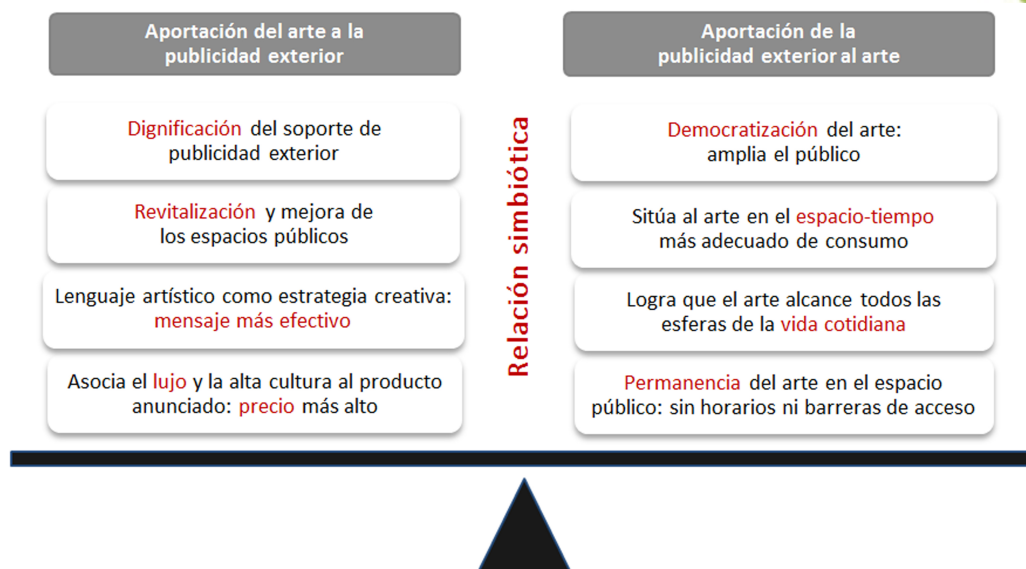 Aportación del arte a la
publicidad exterior
Dignificación del soporte de
publicidad exterior
Revitalización y mejora de
los espacios públicos
Lenguaje artístico como estrategia creativa:
mensaje más efectivo
Asocia el lujo y la alta cultura al producto
anunciado: precio más alto
Relación simbiótica
Aportación de la
publicidad exterior al arte
Democratización del arte:
amplia el público
Sitúa al arte en el espacio-tiempo
más adecuado de consumo
Logra que el arte alcance todos las
esferas de la vida cotidiana
Permanencia del arte en el espacio
público: sin horarios ni barreras de acceso